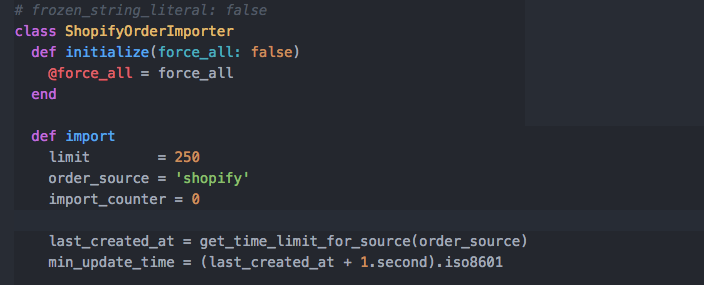 # frozen_string_literal: false
class ShopifyOrderImporter
  def initialize(force_all: false)
    @force_all = force_all
  end

  def import
    limit        = 250
    order_source = 'shopify'
    import_counter = 0

    last_created_at = get_time_limit_for_source(order_source)
    min_update_time = (last_created_at + 1.second).iso8601